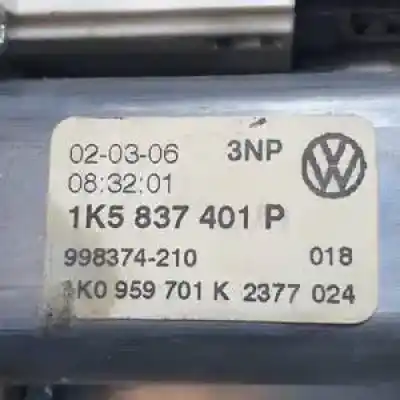 02-03-06 3NP
08:32:01
1K5 837 401 P
998374-210 018
1K0 959 701 K 2377 024